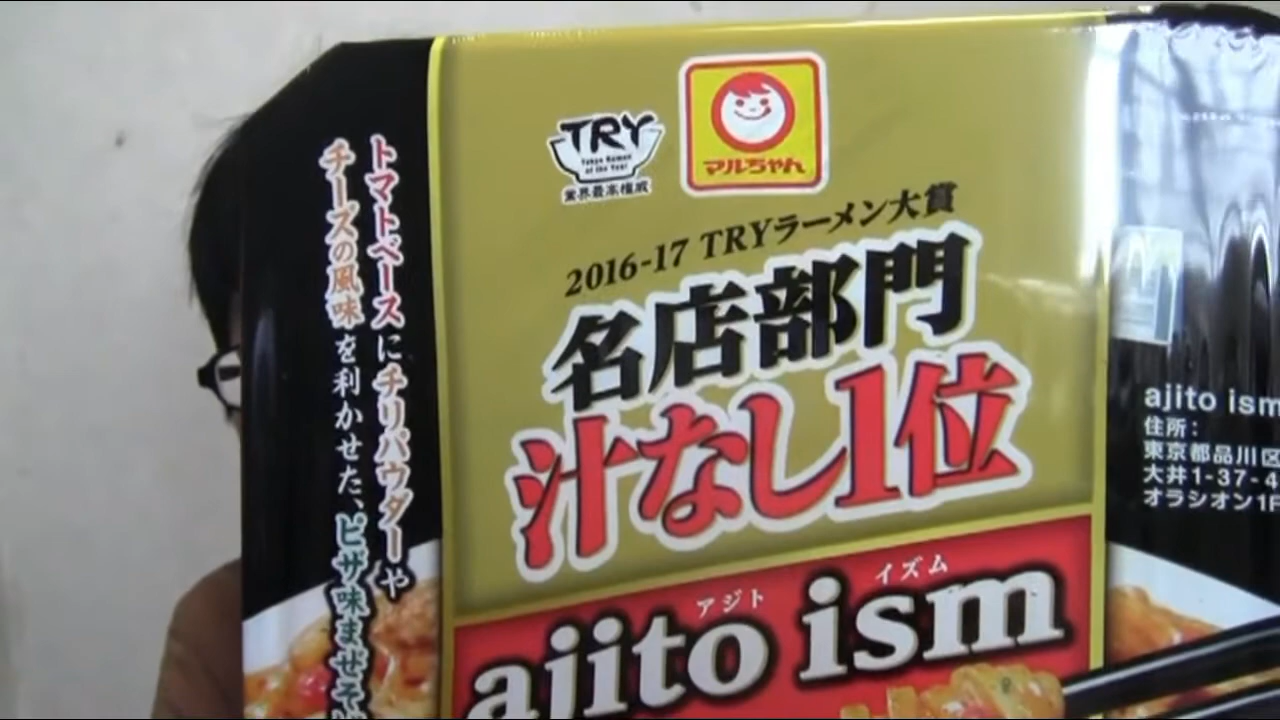 トマトベースにチリパウダーや
チーズの風味を利かせた、ピザ味まぜそば
TRY
Tokyo Ramen
of the Year
業界最高権威
マルちゃん
2016-17 TRYラーメン大賞
名店部門
汁なし1位
アジト イズム
ajito ism
ajito ism
住所：
東京都品川区
大井1-37-4
オラシオン1F